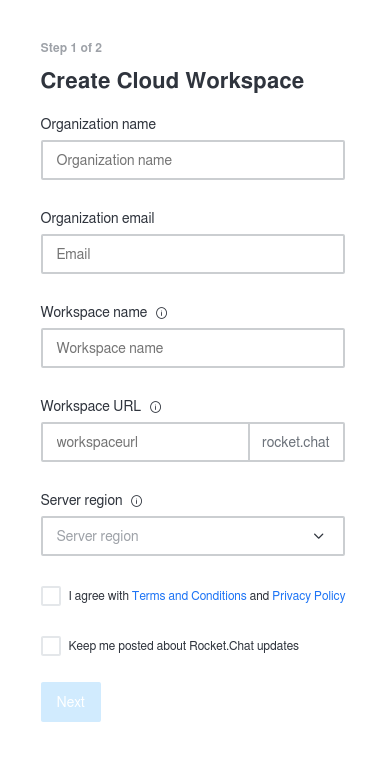 Step 1 of 2
Create Cloud Workspace
Organization name
Organization name
Organization email
Email
Workspace name
Workspace name
Workspace URL
workspaceurl rocket.chat
Server region
Server region
I agree with Terms and Conditions and Privacy Policy
Keep me posted about Rocket.Chat updates
Next